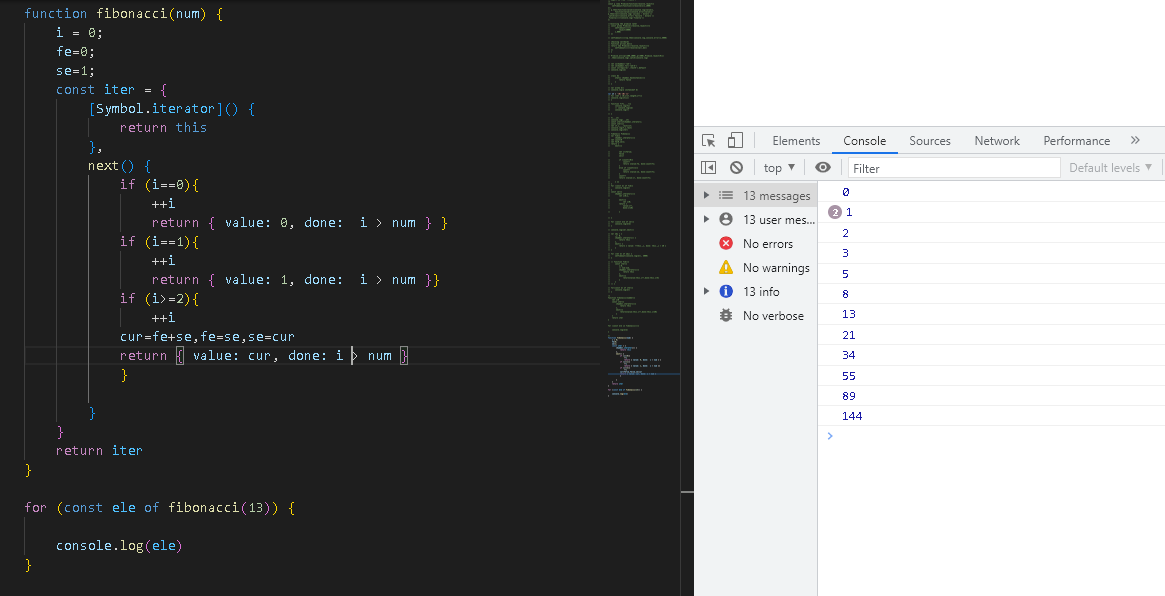 function fibonacci(num) {
i = 0;
fe=0;
se=1;
const iter = {
[Symbol.iterator]() {
return this
},
next() {
if (i==0){
++i
return { value: 0, done:  i > num } }
if (i==1){
++i
return { value: 1, done:  i > num }}
if (i>=2){
++i
cur=fe+se,fe=se,se=cur
return { value: cur, done: i > num }
}
}
}
return iter
}
for (const ele of fibonacci(13)) {
console.log(ele)
}
Elements Console Sources Network Performance »
top ▼ Filter Default levels ▼
13 messages
13 user mes...
No errors
No warnings
13 info
No verbose
0
2 1
2
3
5
8
13
21
34
55
89
144
>